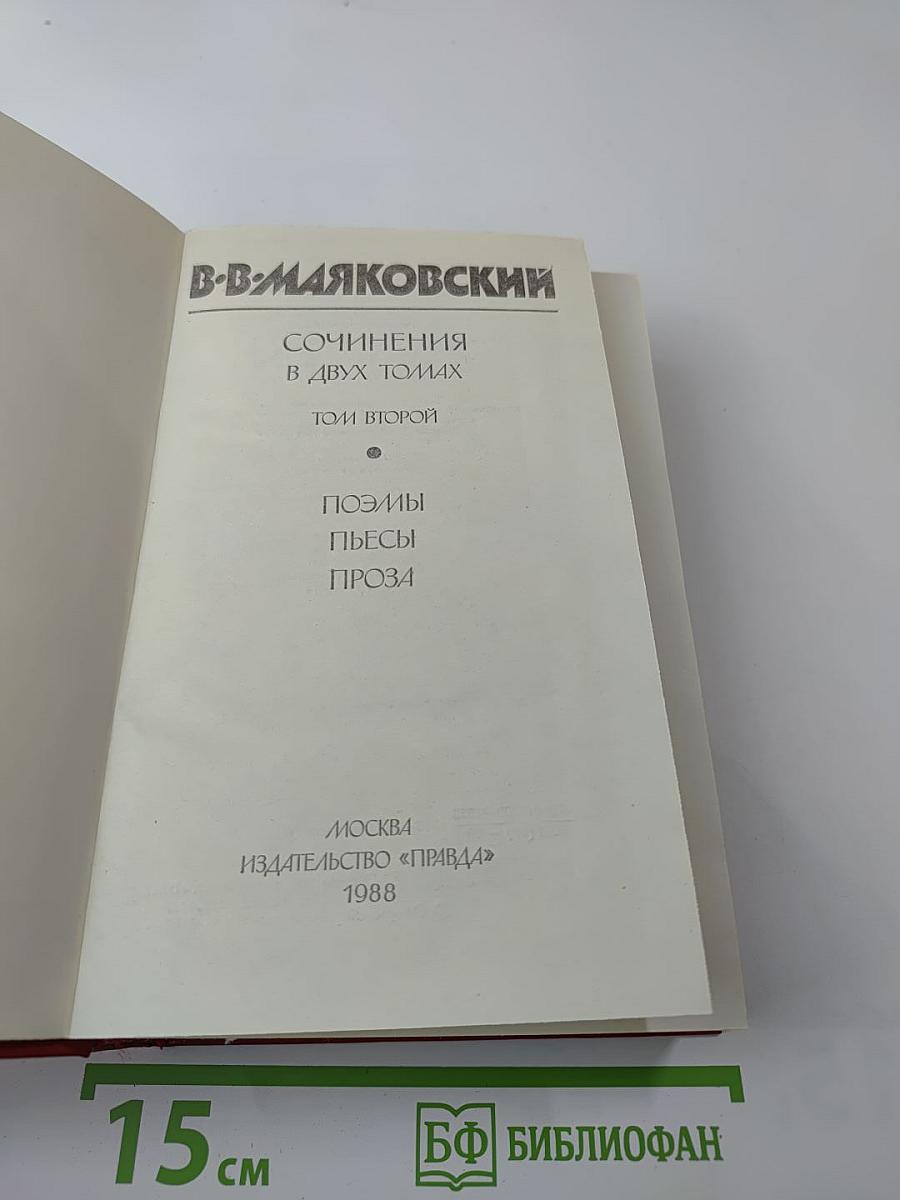 В·В·МАЯКОВСКИЙ
СОЧИНЕНИЯ
В ДВУХ ТОМАХ
ТОМ ВТОРОЙ
ПОЭМЫ
ПЬЕСЫ
ПРОЗА
МОСКВА
ИЗДАТЕЛЬСТВО «ПРАВДА»
1988
15 см
БФ БИБЛИОФАН